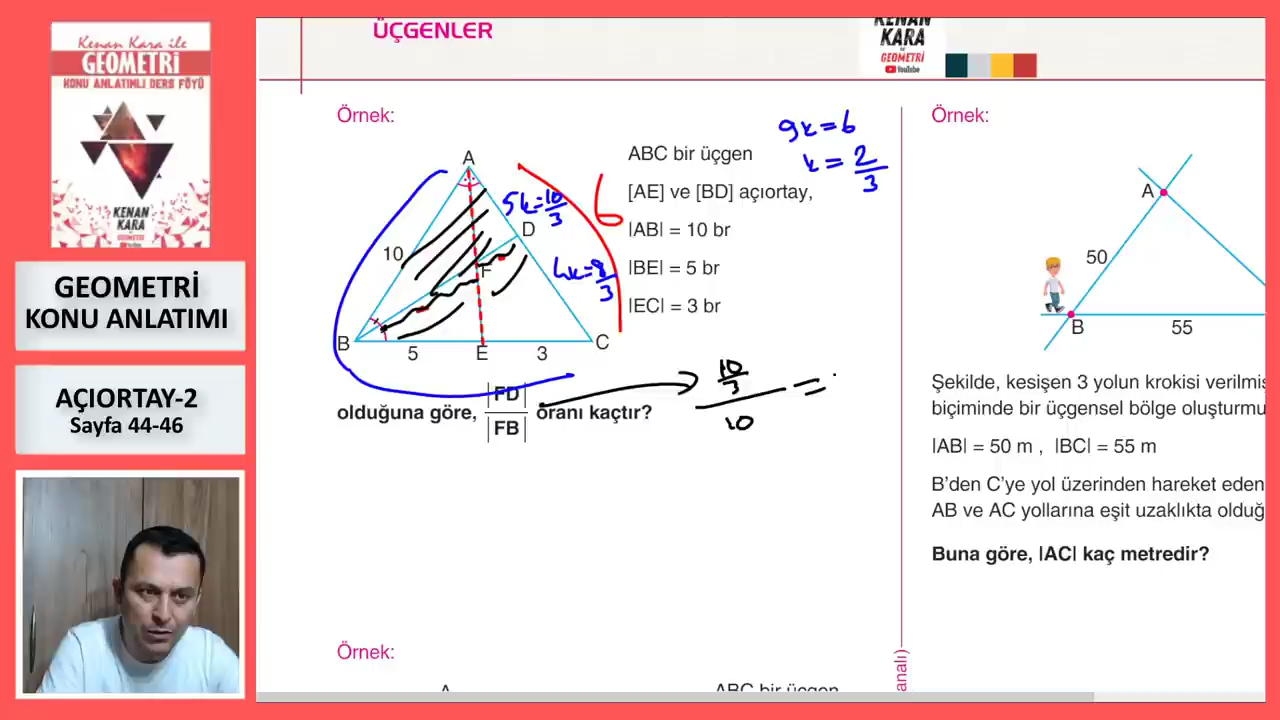 Kenan Kara ile
GEOMETRİ
KONU ANLATIMLI DERS FÖYÜ
KENAN
KARA
GEOMETRİ
GEOMETRİ
KONU ANLATIMI
AÇIORTAY-2
Sayfa 44-46
ÜÇGENLER
KENAN
KARA
GEOMETRİ
YouTube
Örnek:
A
10
5k=10/3
D
4k=8/3
6
F
B
5
E
3
C
ABC bir üçgen
[AE] ve [BD] açıortay,
|AB| = 10 br
|BE| = 5 br
|EC| = 3 br
9k=6
k=2/3
olduğuna göre, |FD|/|FB| oranı kaçtır?
10/3
10
=
Örnek:
A
ABC bir üçgen
analı)
Örnek:
A
50
B
55
Şekilde, kesişen 3 yolun krokisi verilmiş
biçiminde bir üçgensel bölge oluşturmu
|AB| = 50 m , |BC| = 55 m
B'den C'ye yol üzerinden hareket eden
AB ve AC yollarına eşit uzaklıkta olduğ
Buna göre, |AC| kaç metredir?